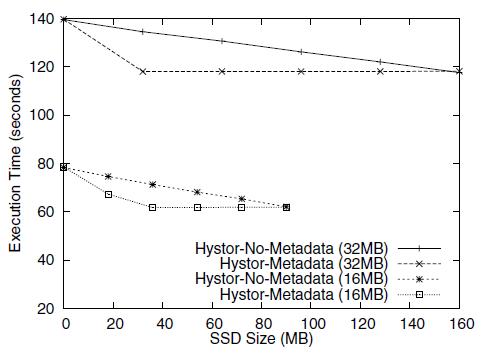 Execution Time (seconds)
140
120
100
80
60
40
20
Hystor-No-Metadata (32MB)
Hystor-Metadata (32MB)
Hystor-No-Metadata (16MB)
Hystor-Metadata (16MB)
0 20 40 60 80 100 120 140 160
SSD Size (MB)